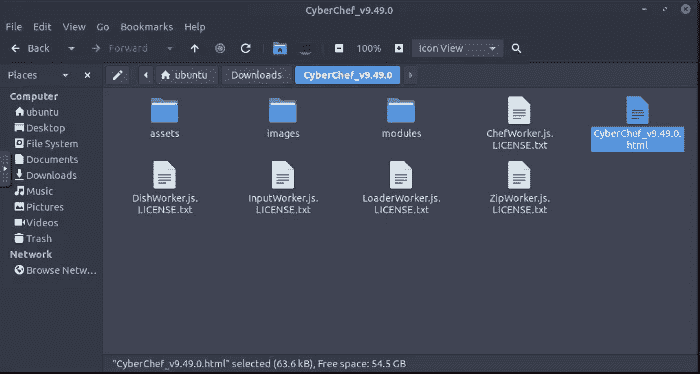 CyberChef_v9.49.0
File Edit View Go Bookmarks Help
Back Forward 100% Icon View
Places ubuntu Downloads CyberChef_v9.49.0
Computer
ubuntu
Desktop
File System
Documents
Downloads
Music
Pictures
Videos
Trash
Network
Browse Netw...
assets images modules ChefWorker.js. CyberChef_v9.49.0.
LICENSE.txt html
DishWorker.js. InputWorker.js. LoaderWorker.js. ZipWorker.js.
LICENSE.txt LICENSE.txt LICENSE.txt LICENSE.txt
"CyberChef_v9.49.0.html" selected (63.6 kB), Free space: 54.5 GB